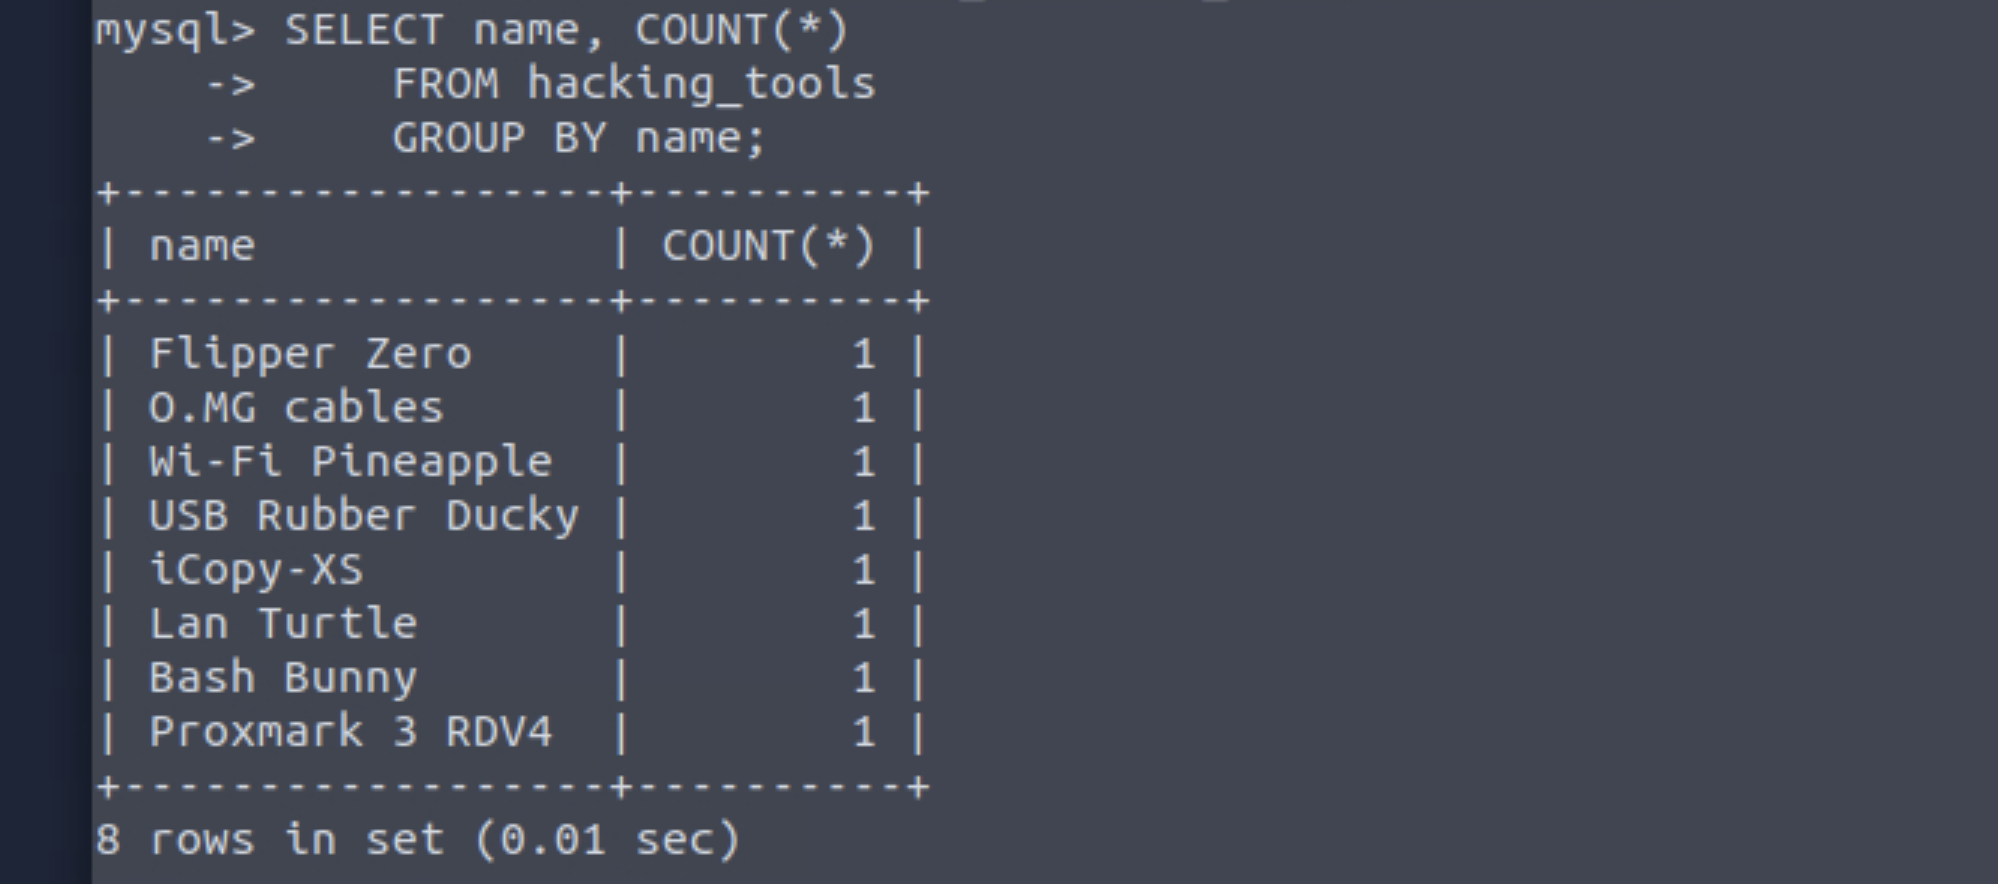 mysql> SELECT name, COUNT(*)
    ->     FROM hacking_tools
    ->     GROUP BY name;
+------------------+----------+
| name             | COUNT(*) |
+------------------+----------+
| Flipper Zero     |        1 |
| O.MG cables      |        1 |
| Wi-Fi Pineapple  |        1 |
| USB Rubber Ducky |        1 |
| iCopy-XS         |        1 |
| Lan Turtle       |        1 |
| Bash Bunny       |        1 |
| Proxmark 3 RDV4  |        1 |
+------------------+----------+
8 rows in set (0.01 sec)